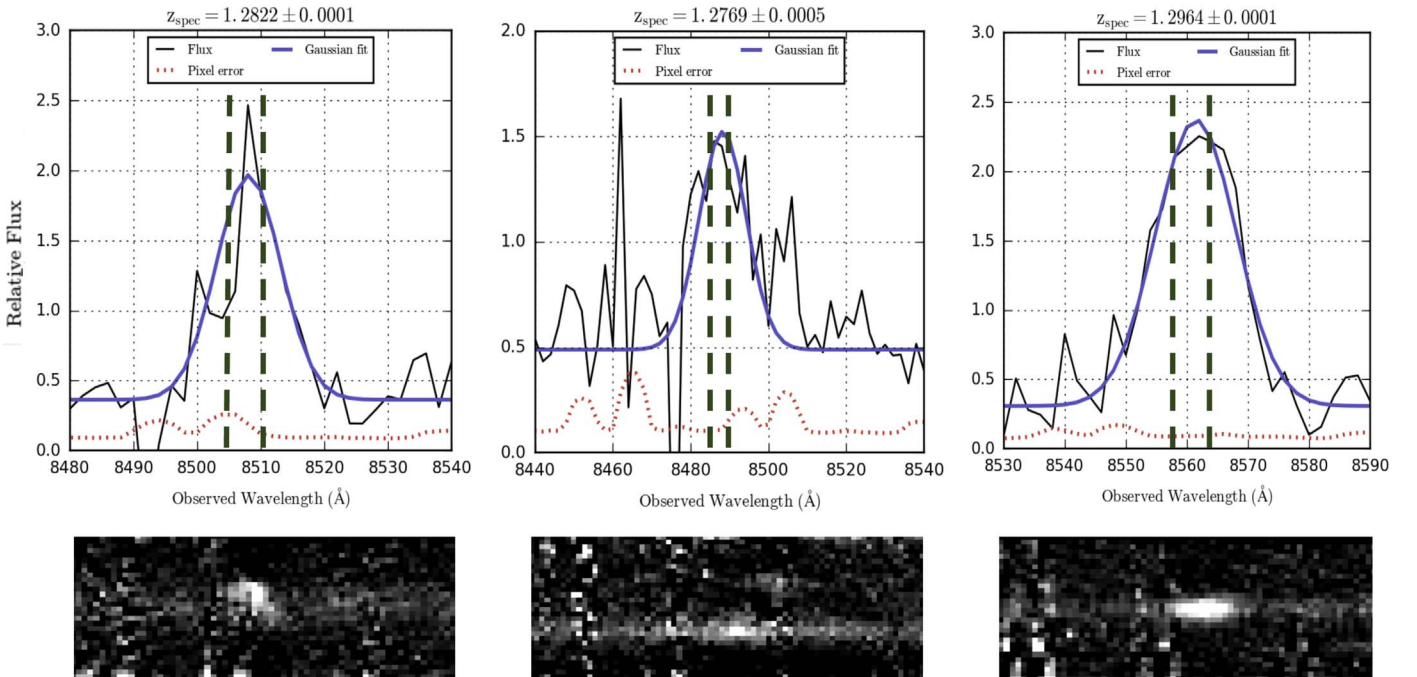 z_spec = 1.2822 ± 0.0001
3.0
2.5
2.0
1.5
1.0
0.5
0.0
Relative Flux
Flux
Gaussian fit
Pixel error
8480 8490 8500 8510 8520 8530 8540
Observed Wavelength (Å)
z_spec = 1.2769 ± 0.0005
2.0
1.5
1.0
0.5
0.0
Flux
Gaussian fit
Pixel error
8440 8460 8480 8500 8520 8540
Observed Wavelength (Å)
z_spec = 1.2964 ± 0.0001
3.0
2.5
2.0
1.5
1.0
0.5
0.0
Flux
Gaussian fit
Pixel error
8530 8540 8550 8560 8570 8580 8590
Observed Wavelength (Å)